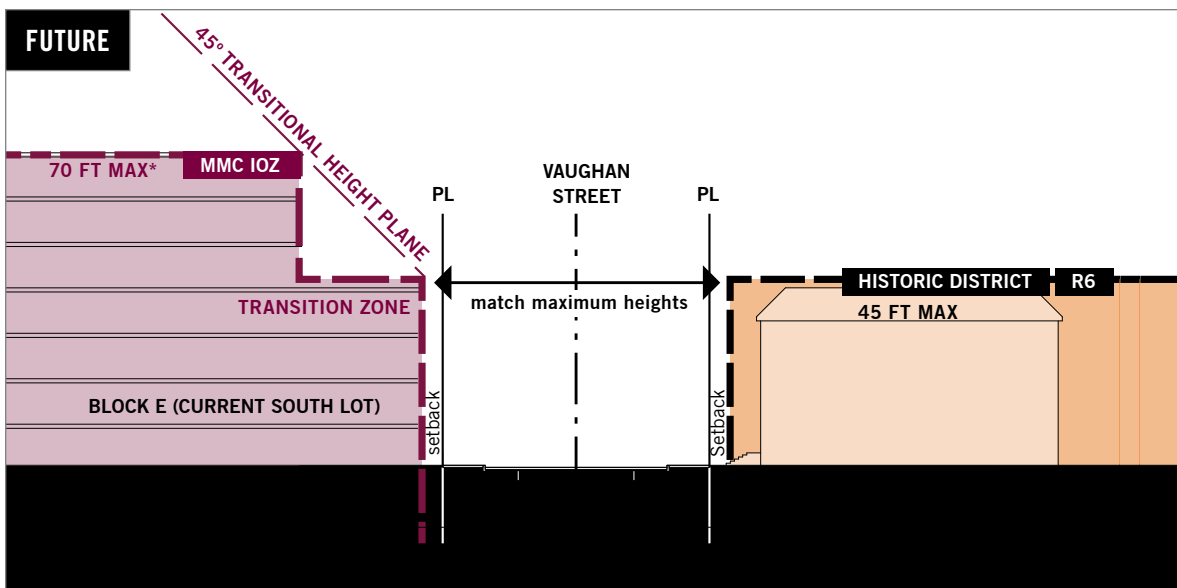 FUTURE
45° TRANSITIONAL HEIGHT PLANE
70 FT MAX*
MMC IOZ
VAUGHAN
STREET
PL
PL
TRANSITION ZONE
match maximum heights
HISTORIC DISTRICT
R6
45 FT MAX
BLOCK E (CURRENT SOUTH LOT)
setback
Setback